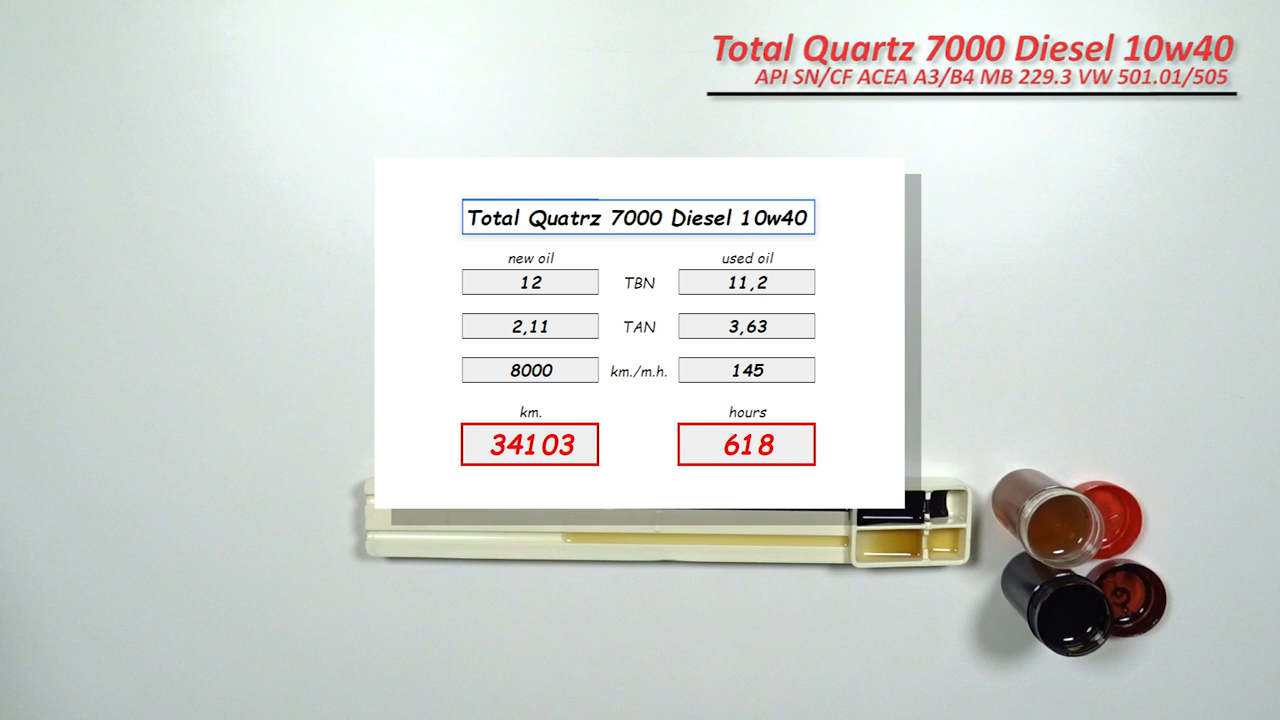 Total Quartz 7000 Diesel 10w40
API SN/CF ACEA A3/B4 MB 229.3 VW 501.01/505
Total Quatrz 7000 Diesel 10w40
new oil used oil
12 TBN 11,2
2,11 TAN 3,63
8000 km./m.h. 145
km. hours
34103 618